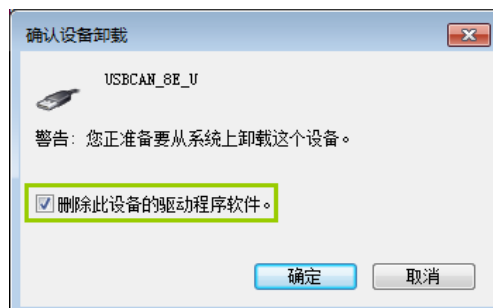 确认设备卸载
USBCAN_8E_U
警告: 您正准备要从系统上卸载这个设备。
删除此设备的驱动程序软件。
确定 取消